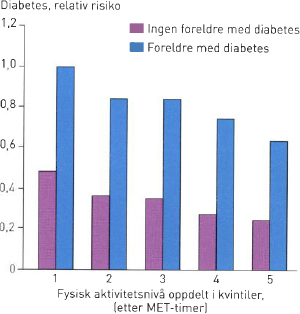 Diabetes, relativ risiko
1,2
1,0
0,8
0,6
0,4
0,2
0
Ingen foreldre med diabetes
Foreldre med diabetes
1 2 3 4 5
Fysisk aktivitetsnivå oppdelt i kvintiler,
(etter MET-timer)